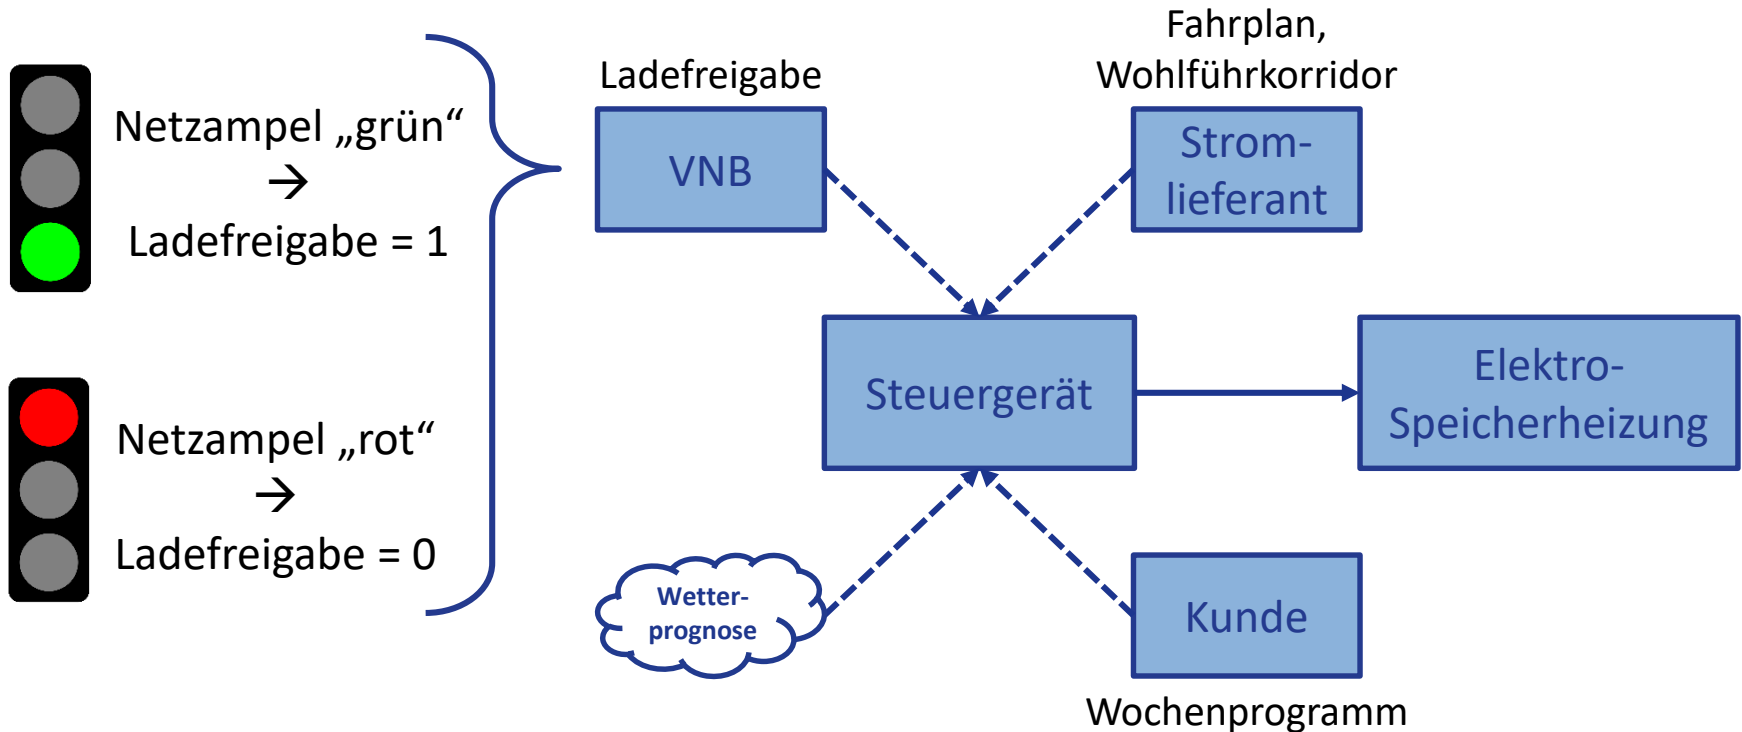 Netzampel „grün“
→
Ladefreigabe = 1
Netzampel „rot“
→
Ladefreigabe = 0
Ladefreigabe
VNB
Fahrplan,
Wohlführkorridor
Strom-
lieferant
Steuergerät
Elektro-
Speicherheizung
Wetter-
prognose
Kunde
Wochenprogramm